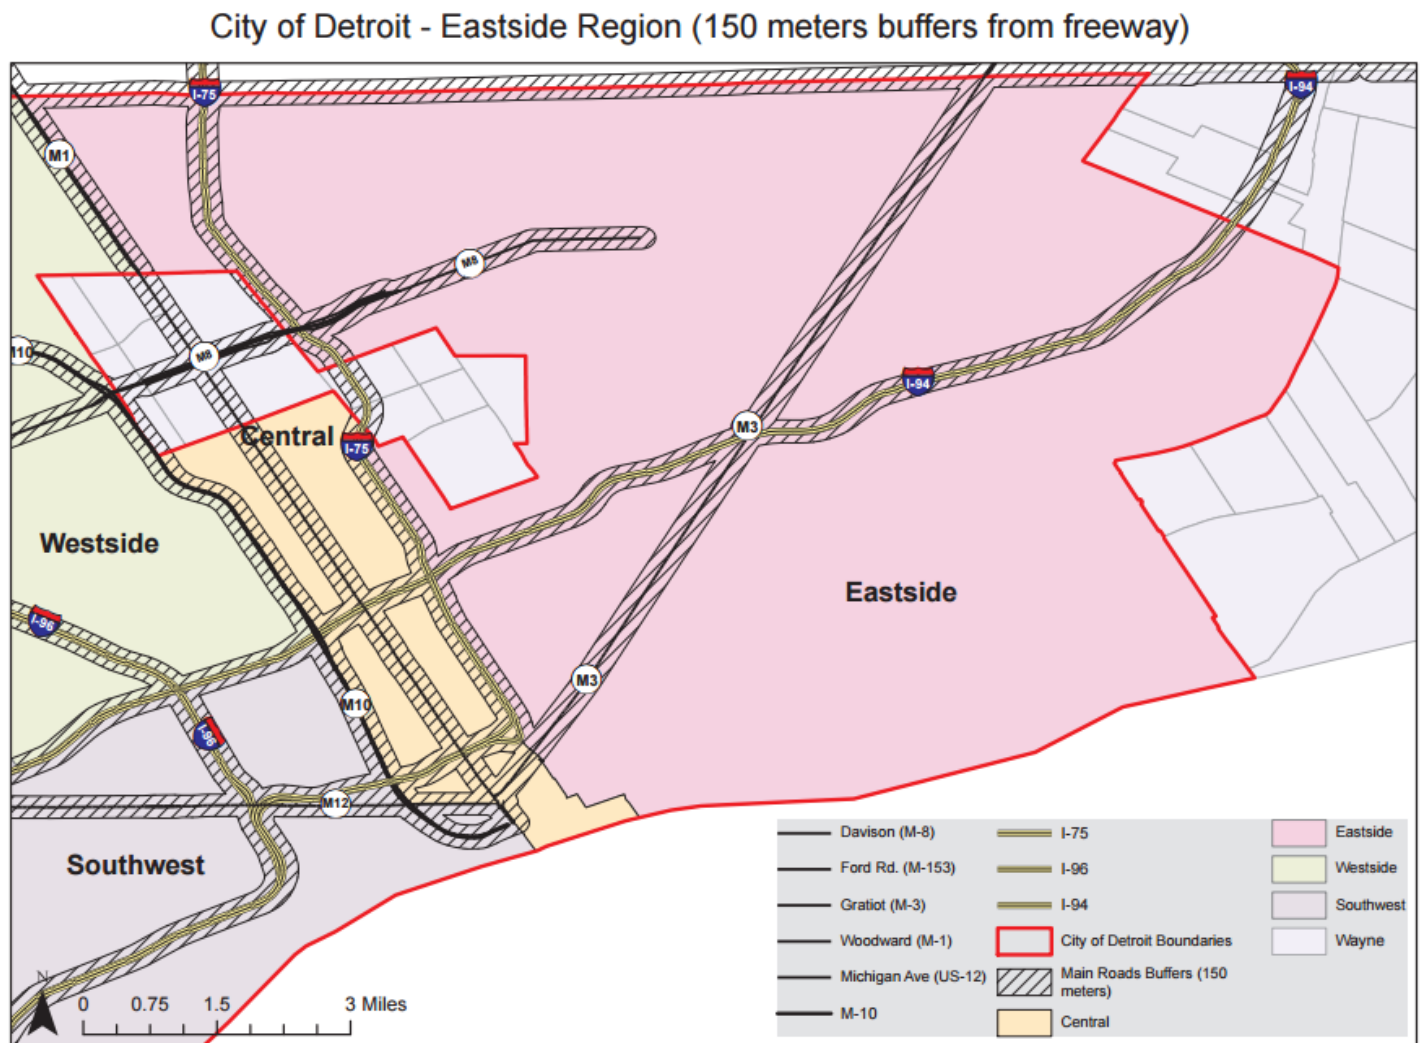 City of Detroit - Eastside Region (150 meters buffers from freeway)
I-75
I-94
M1
M8
M10
M8
I-94
M3
Central
I-75
Westside
Eastside
I-96
M3
M10
I-96
M12
Southwest
N
0 0.75 1.5 3 Miles
Davison (M-8)
Ford Rd. (M-153)
Gratiot (M-3)
Woodward (M-1)
Michigan Ave (US-12)
M-10
I-75
I-96
I-94
City of Detroit Boundaries
Main Roads Buffers (150
meters)
Central
Eastside
Westside
Southwest
Wayne